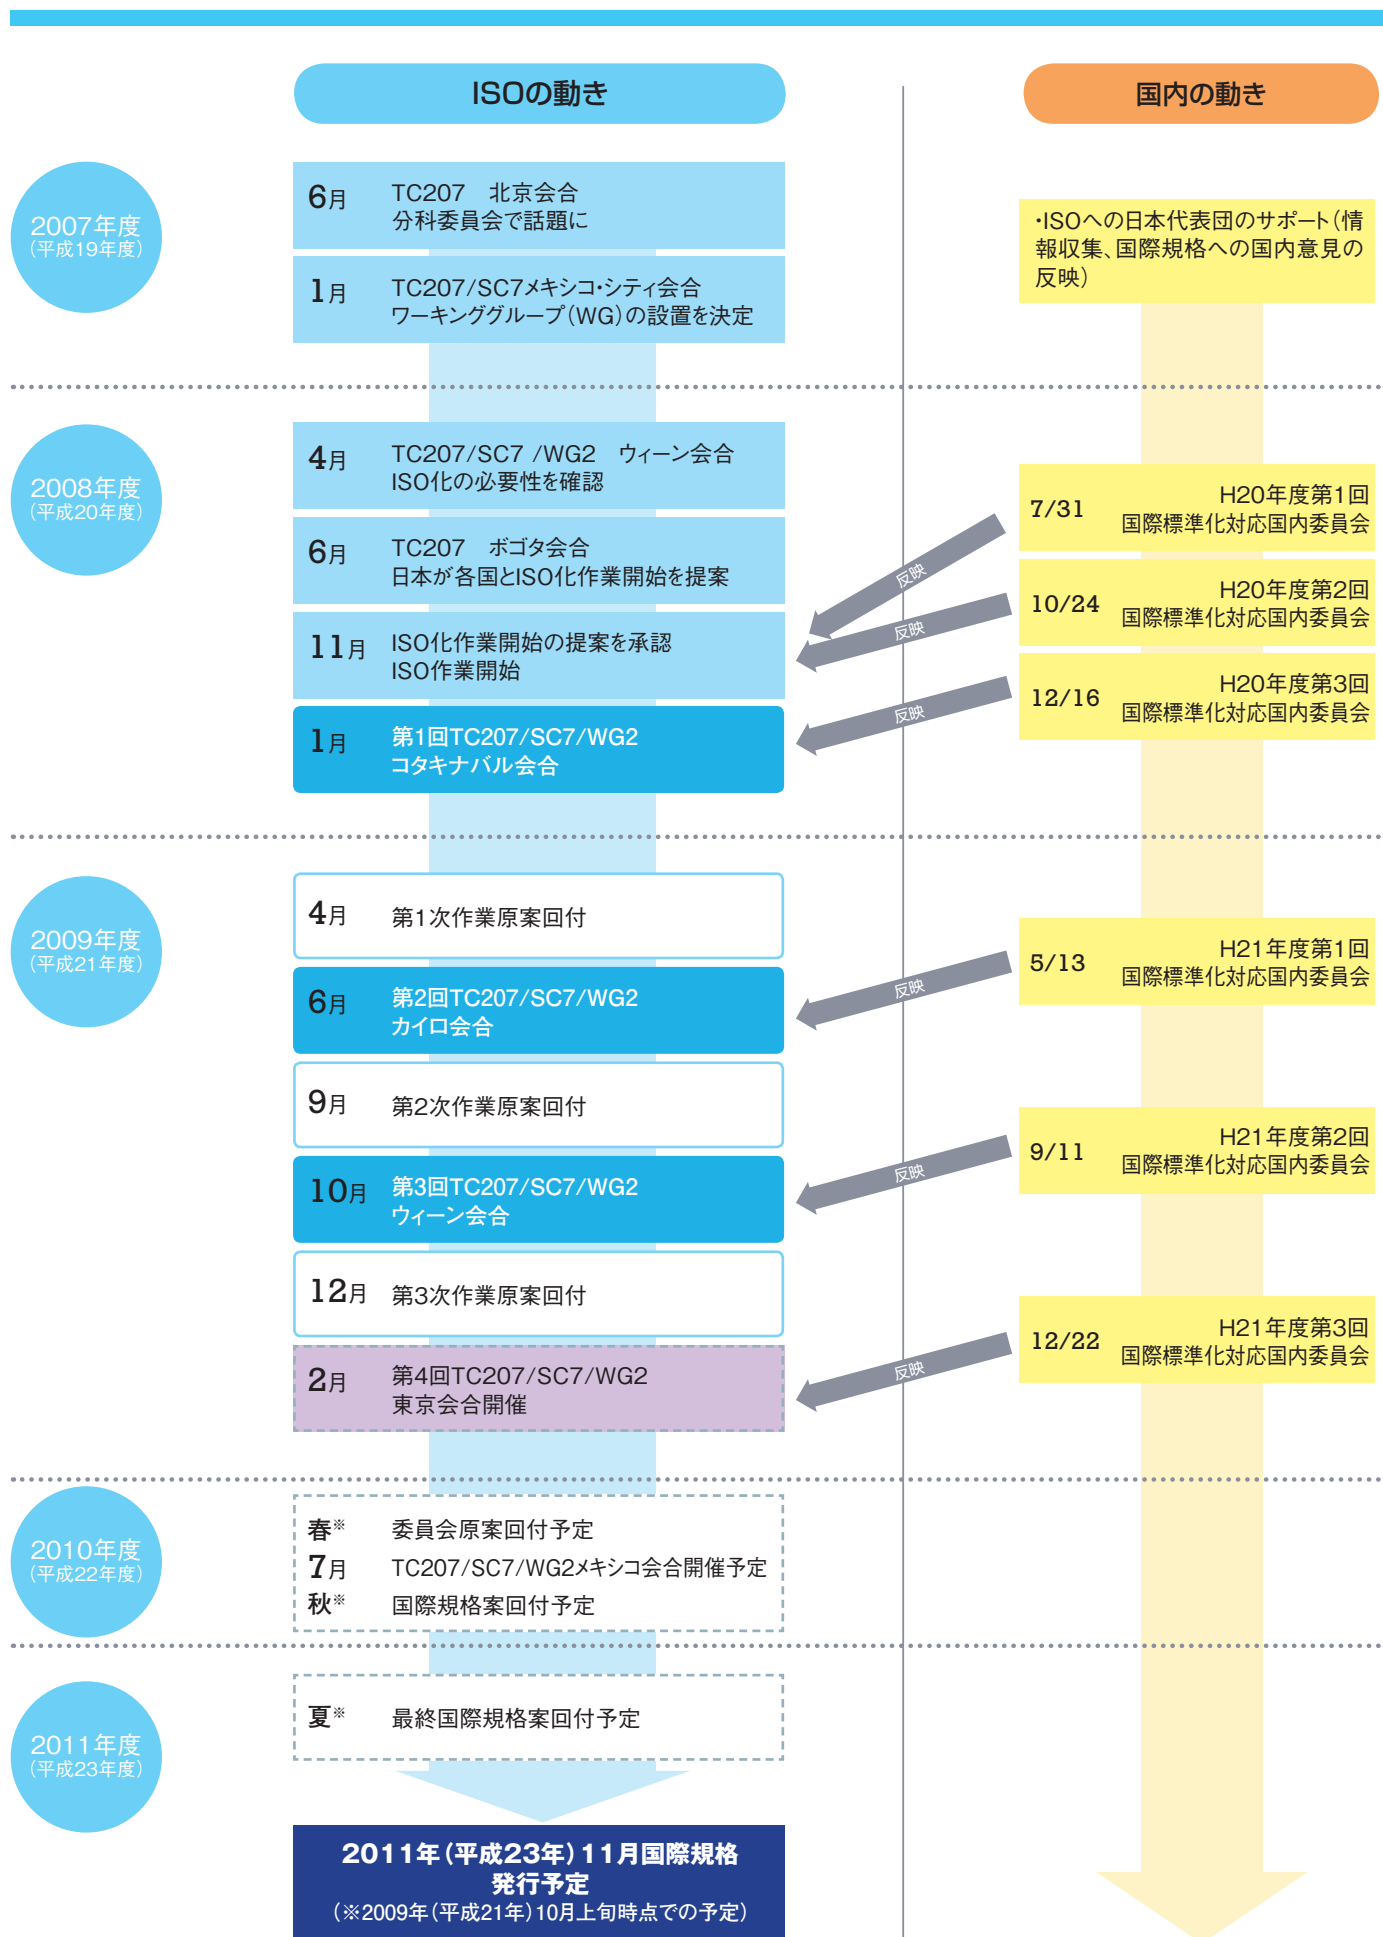 ISOの動き
国内の動き
2007年度
(平成19年度)
6月 TC207 北京会合
分科委員会で話題に
1月 TC207/SC7メキシコ・シティ会合
ワーキンググループ(WG)の設置を決定
・ISOへの日本代表団のサポート(情
報収集、国際規格への国内意見の
反映)
2008年度
(平成20年度)
4月 TC207/SC7 /WG2 ウィーン会合
ISO化の必要性を確認
6月 TC207 ボゴタ会合
日本が各国とISO化作業開始を提案
11月 ISO化作業開始の提案を承認
ISO作業開始
1月 第1回TC207/SC7/WG2
コタキナバル会合
反映
反映
反映
7/31 H20年度第1回
国際標準化対応国内委員会
10/24 H20年度第2回
国際標準化対応国内委員会
12/16 H20年度第3回
国際標準化対応国内委員会
2009年度
(平成21年度)
4月 第1次作業原案回付
6月 第2回TC207/SC7/WG2
カイロ会合
9月 第2次作業原案回付
10月 第3回TC207/SC7/WG2
ウィーン会合
12月 第3次作業原案回付
2月 第4回TC207/SC7/WG2
東京会合開催
反映
反映
反映
5/13 H21年度第1回
国際標準化対応国内委員会
9/11 H21年度第2回
国際標準化対応国内委員会
12/22 H21年度第3回
国際標準化対応国内委員会
2010年度
(平成22年度)
春※ 委員会原案回付予定
7月 TC207/SC7/WG2メキシコ会合開催予定
秋※ 国際規格案回付予定
2011年度
(平成23年度)
夏※ 最終国際規格案回付予定
2011年(平成23年)11月国際規格
発行予定
(※2009年(平成21年)10月上旬時点での予定)